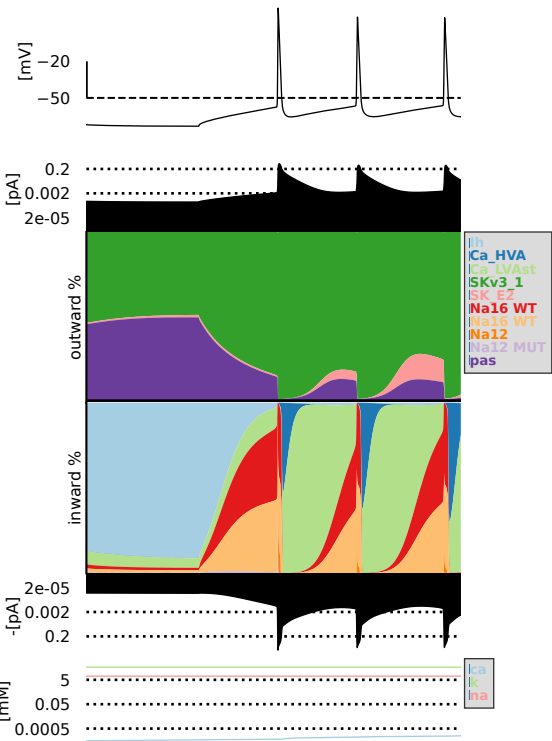 [mV]
−20
−50
[pA]
0.2
0.002
2e-05
outward %
Ih
Ca_HVA
Ca_LVAst
SKv3_1
SK_E2
Na16 WT
Na16 WT
Na12
Na12 MUT
pas
inward %
-[pA]
2e-05
0.002
0.2
[mM]
5
0.05
0.0005
ca
k
na